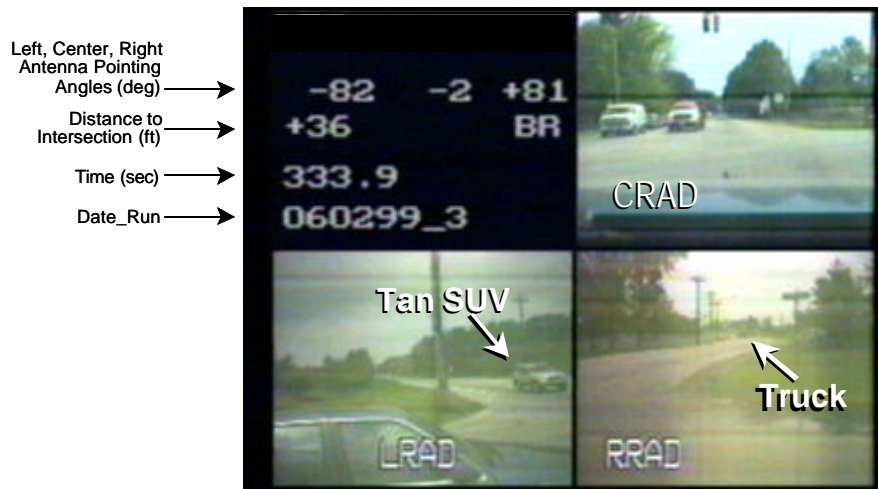 Left, Center, Right
Antenna Pointing
Angles (deg)
-82 -2 +81
Distance to
Intersection (ft)
+36 BR
Time (sec)
333.9
Date_Run
060299_3
CRAD
Tan SUV
LRAD
Truck
RRAD